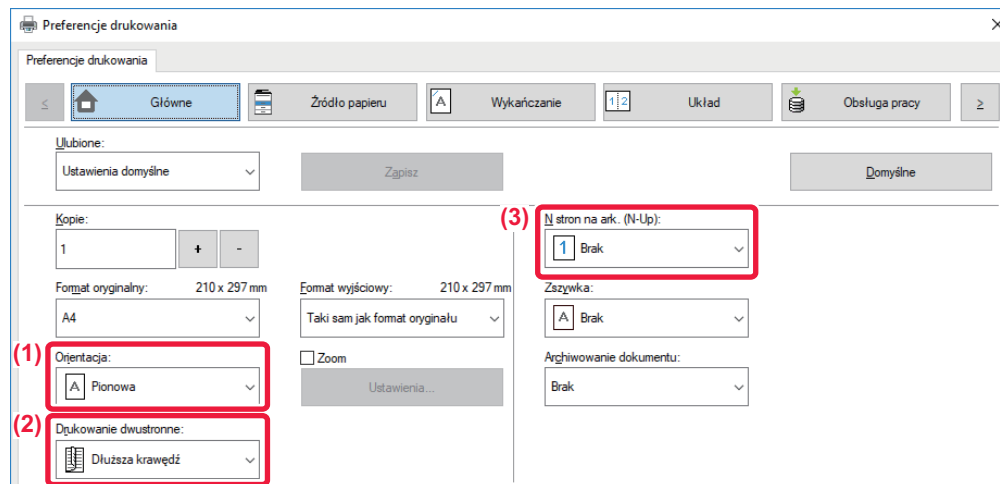 Preferencje drukowania
Preferencje drukowania
< Główne Źródło papieru A Wykańczanie 1 2 Układ Obsługa pracy >
Ulubione:
Ustawienia domyślne Zapisz Domyślne
Kopie: (3) N stron na ark. (N-Up):
1 + - 1 Brak
Format oryginalny: 210 x 297 mm Format wyjściowy: 210 x 297 mm Zszywka:
A4 Taki sam jak format oryginału A Brak
(1) Orientacja: Zoom Archiwowanie dokumentu:
A Pionowa Ustawienia... Brak
(2) Drukowanie dwustronne:
Dłuższa krawędź